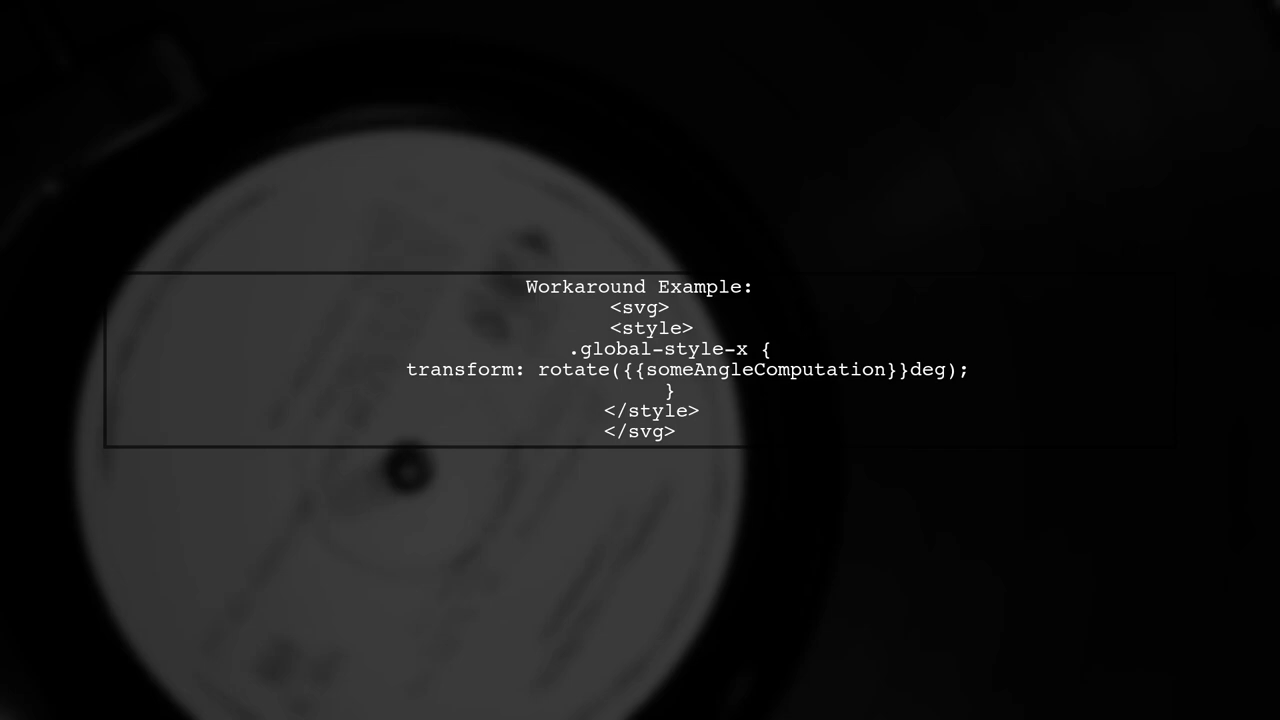 Workaround Example:
<svg>
<style>
.global-style-x {
transform: rotate({{someAngleComputation}}deg);
}
</style>
</svg>